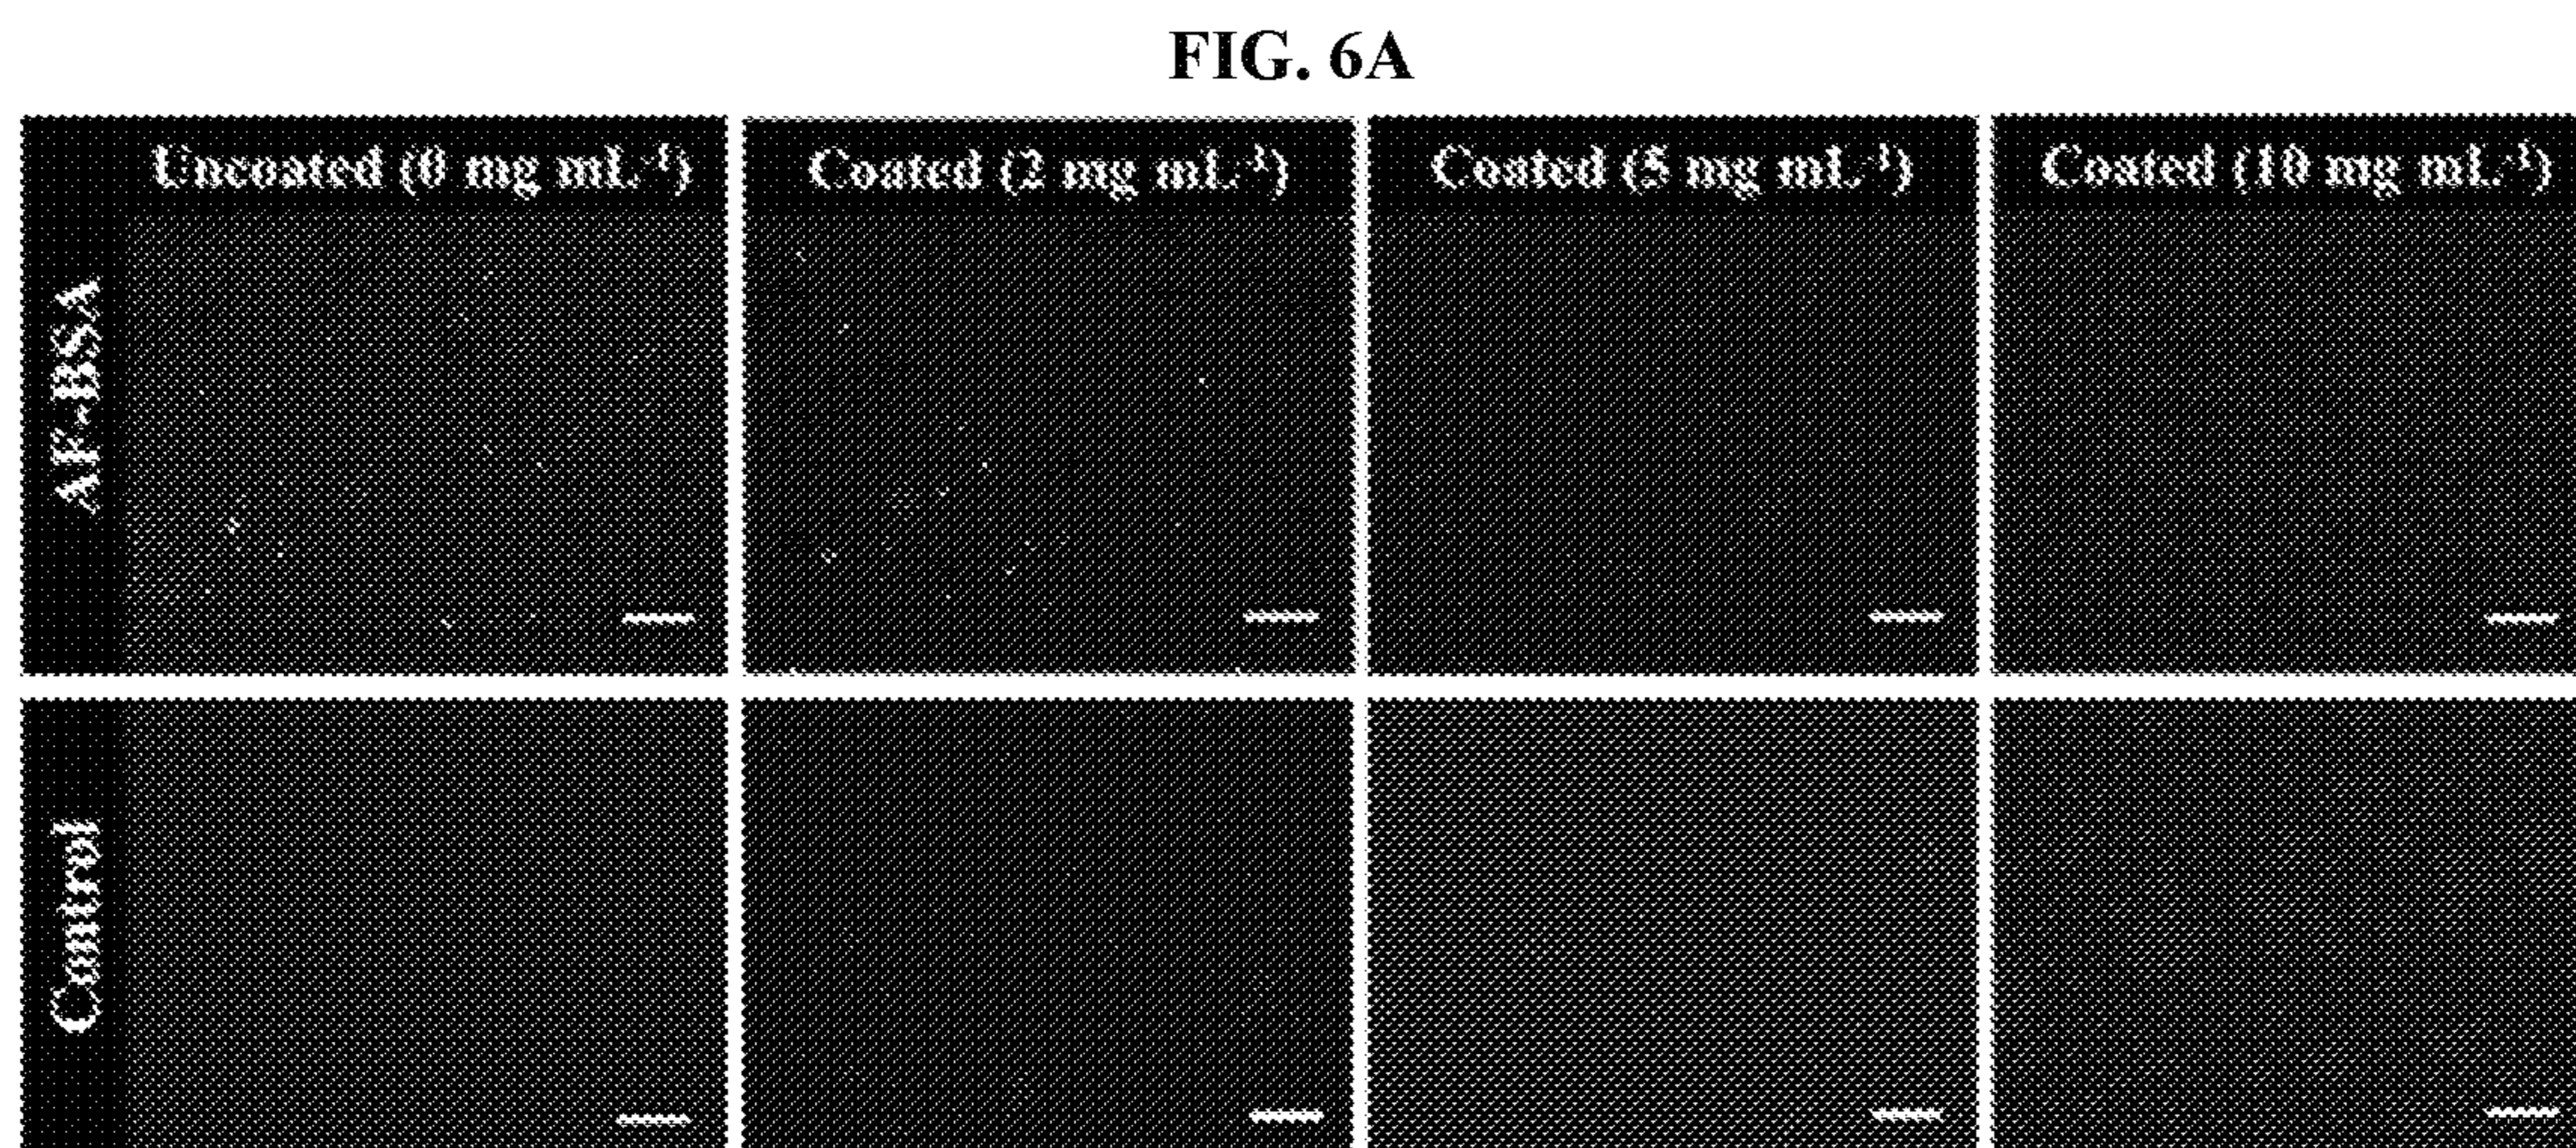 FIG. 6A
Uncoated (0 mg mL⁻¹)
Coated (2 mg mL⁻¹)
Coated (5 mg mL⁻¹)
Coated (10 mg mL⁻¹)
AF-BSA
Control